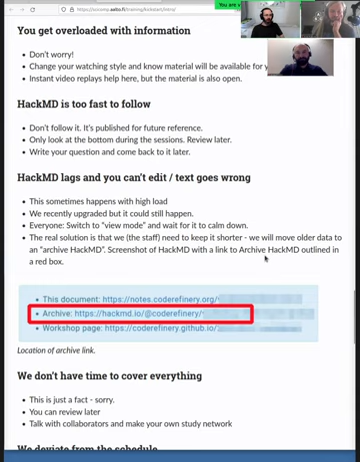 https://scicomp.aalto.fi/training/kickstart/intro/
You are v
You get overloaded with information
Don't worry!
Change your watching style and know material will be available for y
Instant video replays help here, but the material is also open.
HackMD is too fast to follow
Don't follow it. It's published for future reference.
Only look at the bottom during the sessions. Review later.
Write your question and come back to it later.
HackMD lags and you can't edit / text goes wrong
This sometimes happens with high load
We recently upgraded but it could still happen.
Everyone: Switch to "view mode" and wait for it to calm down.
The real solution is that we (the staff) need to keep it shorter - we will move older data to
an "archive HackMD". Screenshot of HackMD with a link to Archive HackMD outlined in
a red box.
This document: https://notes.coderefinery.org/
Archive: https://hackmd.io/@coderefinery/
Workshop page: https://coderefinery.github.io/
Location of archive link.
We don't have time to cover everything
This is just a fact - sorry.
You can review later
Talk with collaborators and make your own study network
We deviate from the schedule